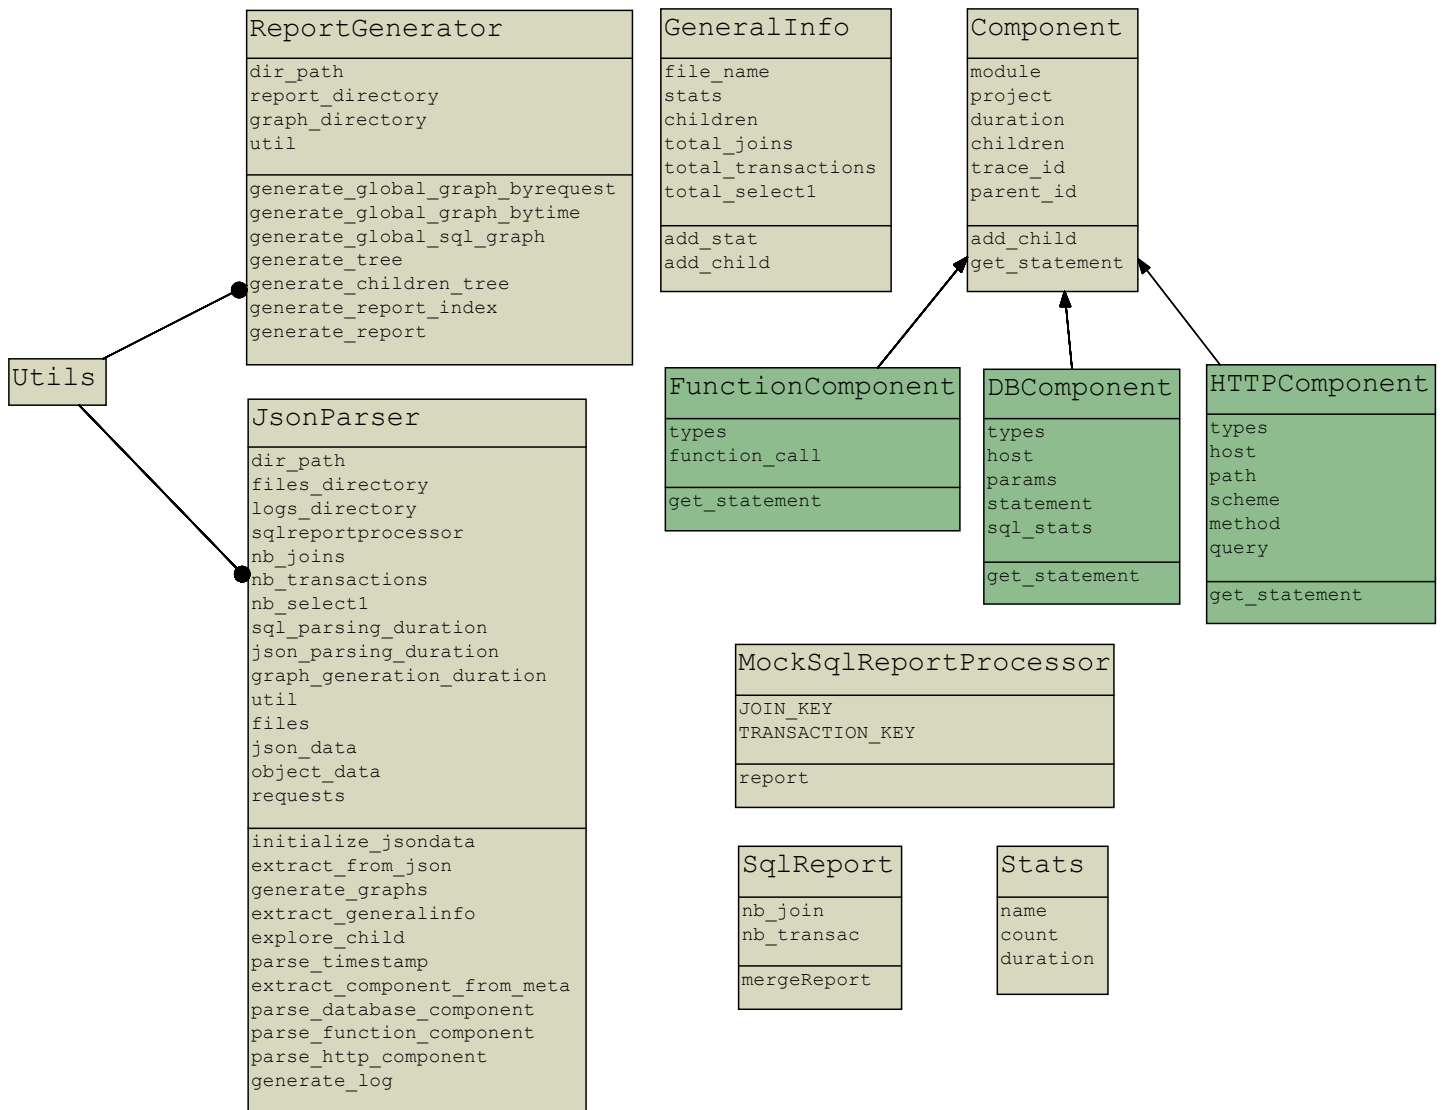 ReportGenerator
dir_path
report_directory
graph_directory
util
generate_global_graph_byrequest
generate_global_graph_bytime
generate_global_sql_graph
generate_tree
generate_children_tree
generate_report_index
generate_report
GeneralInfo
file_name
stats
children
total_joins
total_transactions
total_select1
add_stat
add_child
Component
module
project
duration
children
trace_id
parent_id
add_child
get_statement
Utils
JsonParser
dir_path
files_directory
logs_directory
sqlreportprocessor
nb_joins
nb_transactions
nb_select1
sql_parsing_duration
json_parsing_duration
graph_generation_duration
util
files
json_data
object_data
requests
initialize_jsondata
extract_from_json
generate_graphs
extract_generalinfo
explore_child
parse_timestamp
extract_component_from_meta
parse_database_component
parse_function_component
parse_http_component
generate_log
FunctionComponent
types
function_call
get_statement
DBComponent
types
host
params
statement
sql_stats
get_statement
HTTPComponent
types
host
path
scheme
method
query
get_statement
MockSqlReportProcessor
JOIN_KEY
TRANSACTION_KEY
report
SqlReport
nb_join
nb_transac
mergeReport
Stats
name
count
duration